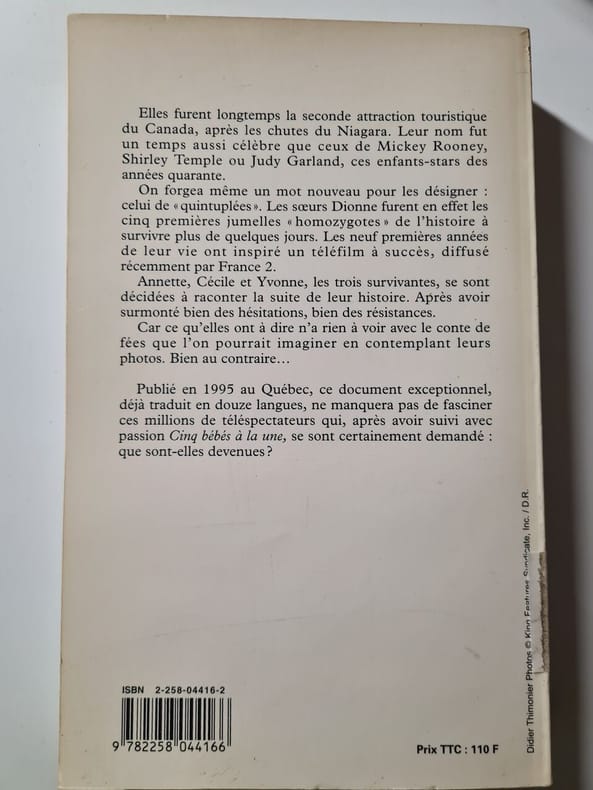 Elles furent longtemps la seconde attraction touristique
du Canada, après les chutes du Niagara. Leur nom fut
un temps aussi célèbre que ceux de Mickey Rooney,
Shirley Temple ou Judy Garland, ces enfants-stars des
années quarante.
On forgea même un mot nouveau pour les désigner :
celui de « quintuplées ». Les sœurs Dionne furent en effet les
cinq premières jumelles « homozygotes » de l'histoire à
survivre plus de quelques jours. Les neuf premières années
de leur vie ont inspiré un téléfilm à succès, diffusé
récemment par France 2.
Annette, Cécile et Yvonne, les trois survivantes, se sont
décidées à raconter la suite de leur histoire. Après avoir
surmonté bien des hésitations, bien des résistances.
Car ce qu'elles ont à dire n'a rien à voir avec le conte de
fées que l'on pourrait imaginer en contemplant leurs
photos. Bien au contraire...
Publié en 1995 au Québec, ce document exceptionnel,
déjà traduit en douze langues, ne manquera pas de fasciner
ces millions de téléspectateurs qui, après avoir suivi avec
passion Cinq bébés à la une, se sont certainement demandé :
que sont-elles devenues ?
Didier Thimonier Photos © King Features Syndicate, Inc. / D.R.
ISBN 2-258-04416-2
9 782258 044166
Prix TTC : 110 F